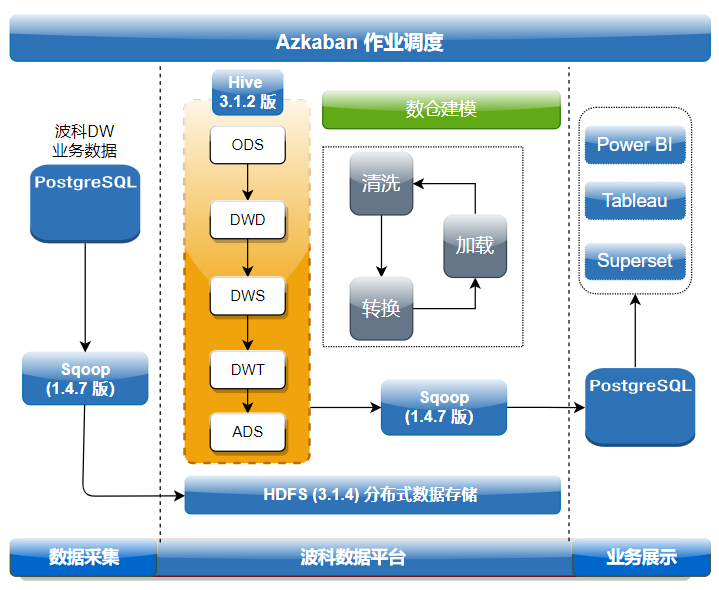 Azkaban 作业调度
Hive
3.1.2 版
数仓建模
波科DW
业务数据
PostgreSQL
ODS
DWD
DWS
DWT
ADS
清洗
加载
转换
Power BI
Tableau
Superset
Sqoop
(1.4.7 版)
Sqoop
(1.4.7 版)
PostgreSQL
HDFS (3.1.4) 分布式数据存储
数据采集
波科数据平台
业务展示